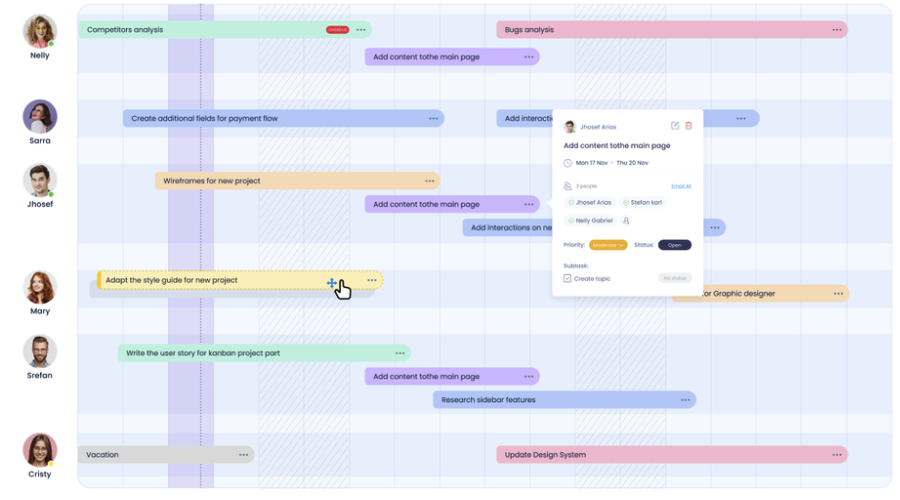 Competitors analysis
OVERDUE
Bugs analysis
Nelly
Add content tothe main page
Create additional fields for payment flow
Add interacti
Sarra
Jhosef Arias
Add content tothe main page
Mon 17 Nov - Thu 20 Nov
Wireframes for new project
3 people
Email All
Jhosef
Add content tothe main page
Jhosef Arias
Stefan karl
Add interactions on ne
Nelly Gabriel
Priority:
Moderate
Status:
Open
Subtask:
Adapt the style guide for new project
Create topic
No status
or Graphic designer
Mary
Write the user story for kanban project part
Srefan
Add content tothe main page
Research sidebar features
Vacation
Update Design System
Cristy